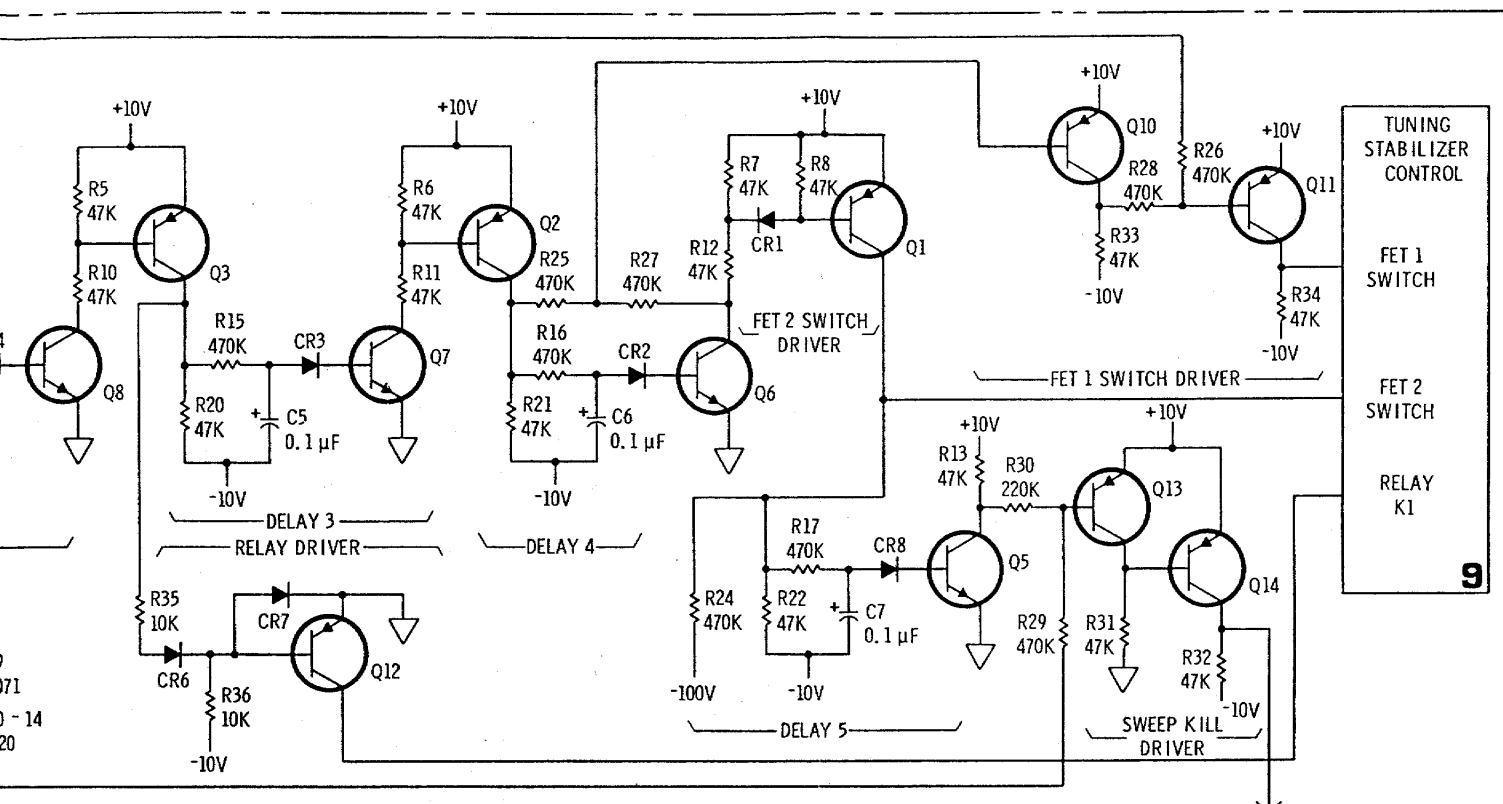 +10V
R5
47K
R10
47K
Q3
4
Q8
R15
470K
CR3
R20
47K
+
C5
0.1 µF
-10V
DELAY 3
+10V
R6
47K
R11
47K
Q7
Q2
R25
470K
R27
470K
R16
470K
CR2
R21
47K
+
C6
0.1 µF
-10V
DELAY 4
Q6
+10V
R7
47K
R8
47K
CR1
R12
47K
Q1
FET 2 SWITCH
DRIVER
+10V
Q10
R28
470K
R26
470K
R33
47K
-10V
+10V
Q11
R34
47K
-10V
FET 1 SWITCH DRIVER
TUNING
STABILIZER
CONTROL
FET 1
SWITCH
FET 2
SWITCH
RELAY
K1
9
RELAY DRIVER
R35
10K
CR6
CR7
R36
10K
-10V
Q12
9
071
0 - 14
20
R24
470K
-100V
R17
470K
CR8
R22
47K
+
C7
0.1 µF
-10V
DELAY 5
+10V
R13
47K
R30
220K
Q5
R29
470K
+10V
Q13
Q14
R31
47K
R32
47K
-10V
SWEEP KILL
DRIVER